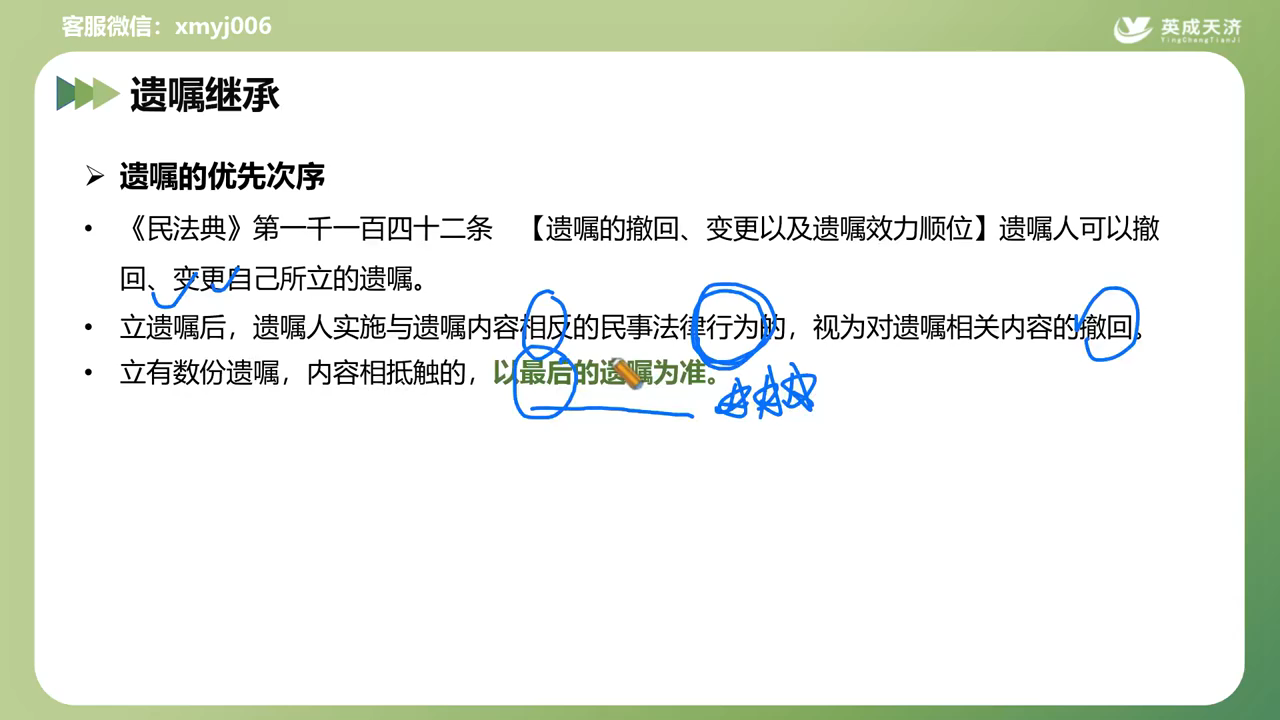 客服微信：xmyj006
英成天济
YingChengTianJi
遗嘱继承
遗嘱的优先次序
《民法典》第一千一百四十二条 【遗嘱的撤回、变更以及遗嘱效力顺位】遗嘱人可以撤
回、变更自己所立的遗嘱。
立遗嘱后，遗嘱人实施与遗嘱内容相反的民事法律行为的，视为对遗嘱相关内容的撤回。
立有数份遗嘱，内容相抵触的，以最后的遗嘱为准。